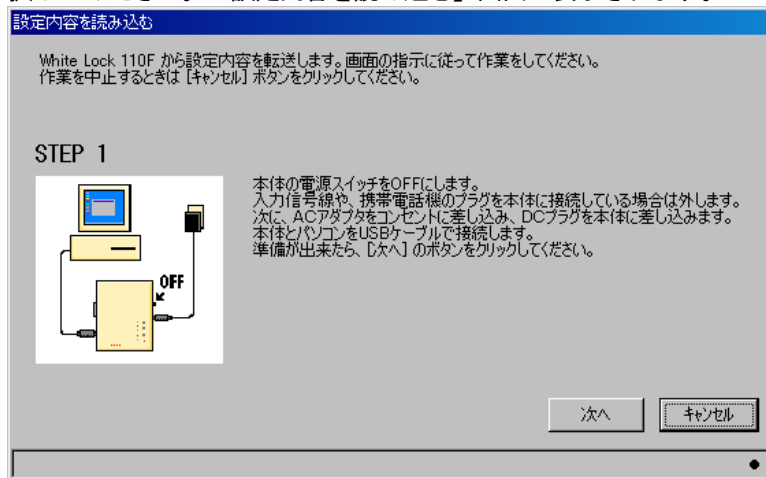 設定内容を読み込む
White Lock 110F から設定内容を転送します。画面の指示に従って作業をしてください。
作業を中止するときは [キャンセル] ボタンをクリックしてください。
STEP 1
本体の電源スイッチをOFFにします。
入力信号線や、携帯電話機のプラグを本体に接続している場合は外します。
次に、ACアダプタをコンセントに差し込み、DCプラグを本体に差し込みます。
本体とパソコンをUSBケーブルで接続します。
準備が出来たら、[次へ] のボタンをクリックしてください。
OFF
次へ
キャンセル